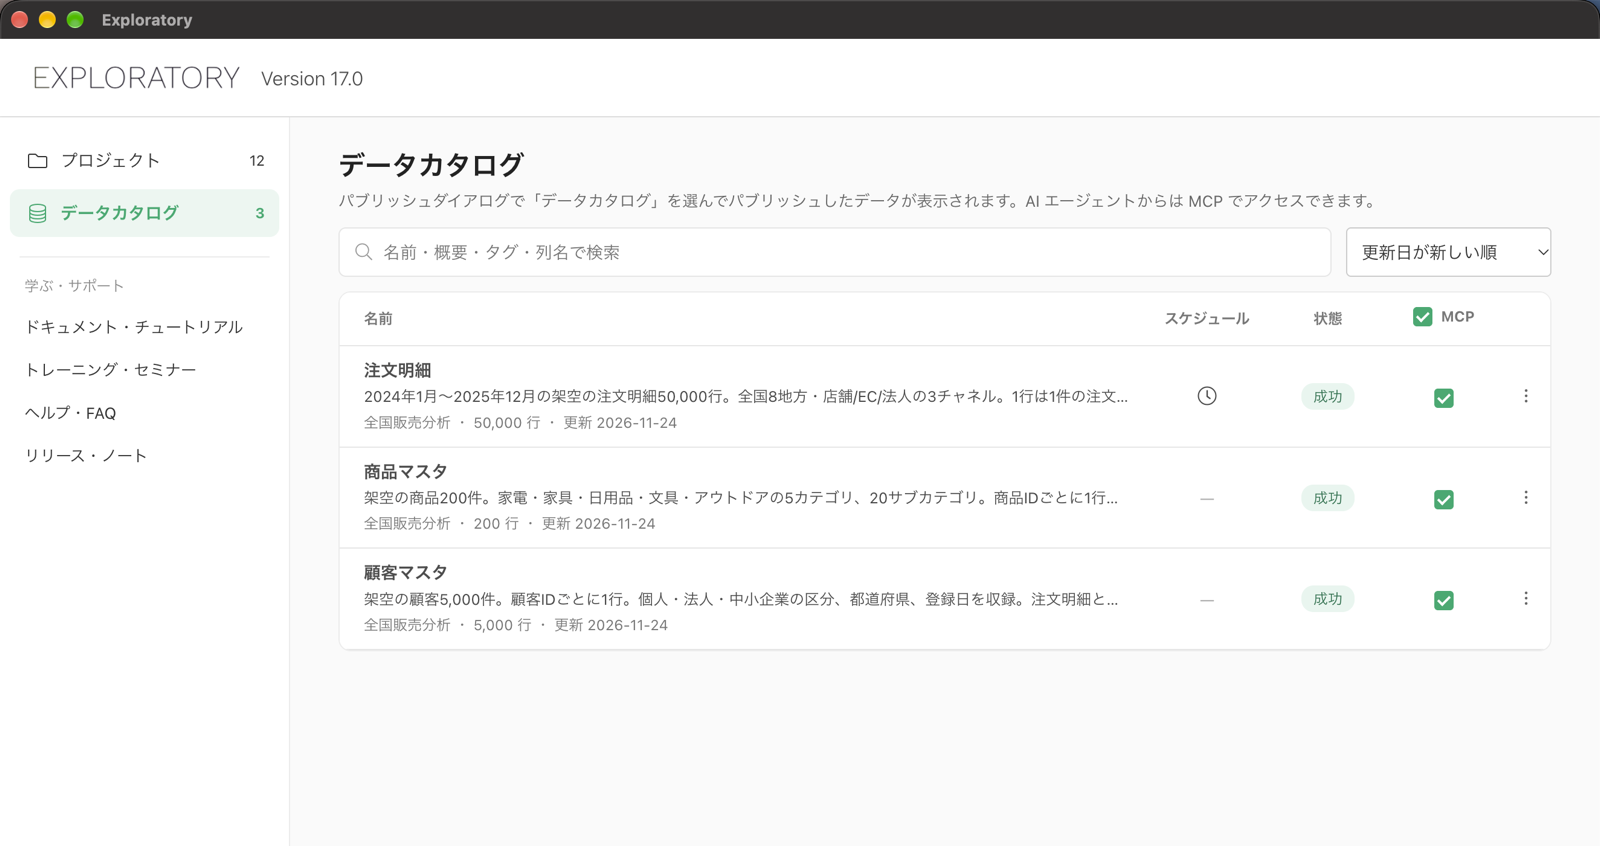 Exploratory
EXPLORATORY Version 17.0
プロジェクト 12
データカタログ 3
学ぶ・サポート
ドキュメント・チュートリアル
トレーニング・セミナー
ヘルプ・FAQ
リリース・ノート
データカタログ
パブリッシュダイアログで「データカタログ」を選んでパブリッシュしたデータが表示されます。AI エージェントからは MCP でアクセスできます。
名前・概要・タグ・列名で検索 更新日が新しい順
名前 スケジュール 状態 MCP
注文明細
2024年1月〜2025年12月の架空の注文明細50,000行。全国8地方・店舗/EC/法人の3チャネル。1行は1件の注文... 成功
全国販売分析 ・ 50,000 行 ・ 更新 2026-11-24
商品マスタ
架空の商品200件。家電・家具・日用品・文具・アウトドアの5カテゴリ、20サブカテゴリ。商品IDごとに1行... — 成功
全国販売分析 ・ 200 行 ・ 更新 2026-11-24
顧客マスタ
架空の顧客5,000件。顧客IDごとに1行。個人・法人・中小企業の区分、都道府県、登録日を収録。注文明細と... — 成功
全国販売分析 ・ 5,000 行 ・ 更新 2026-11-24